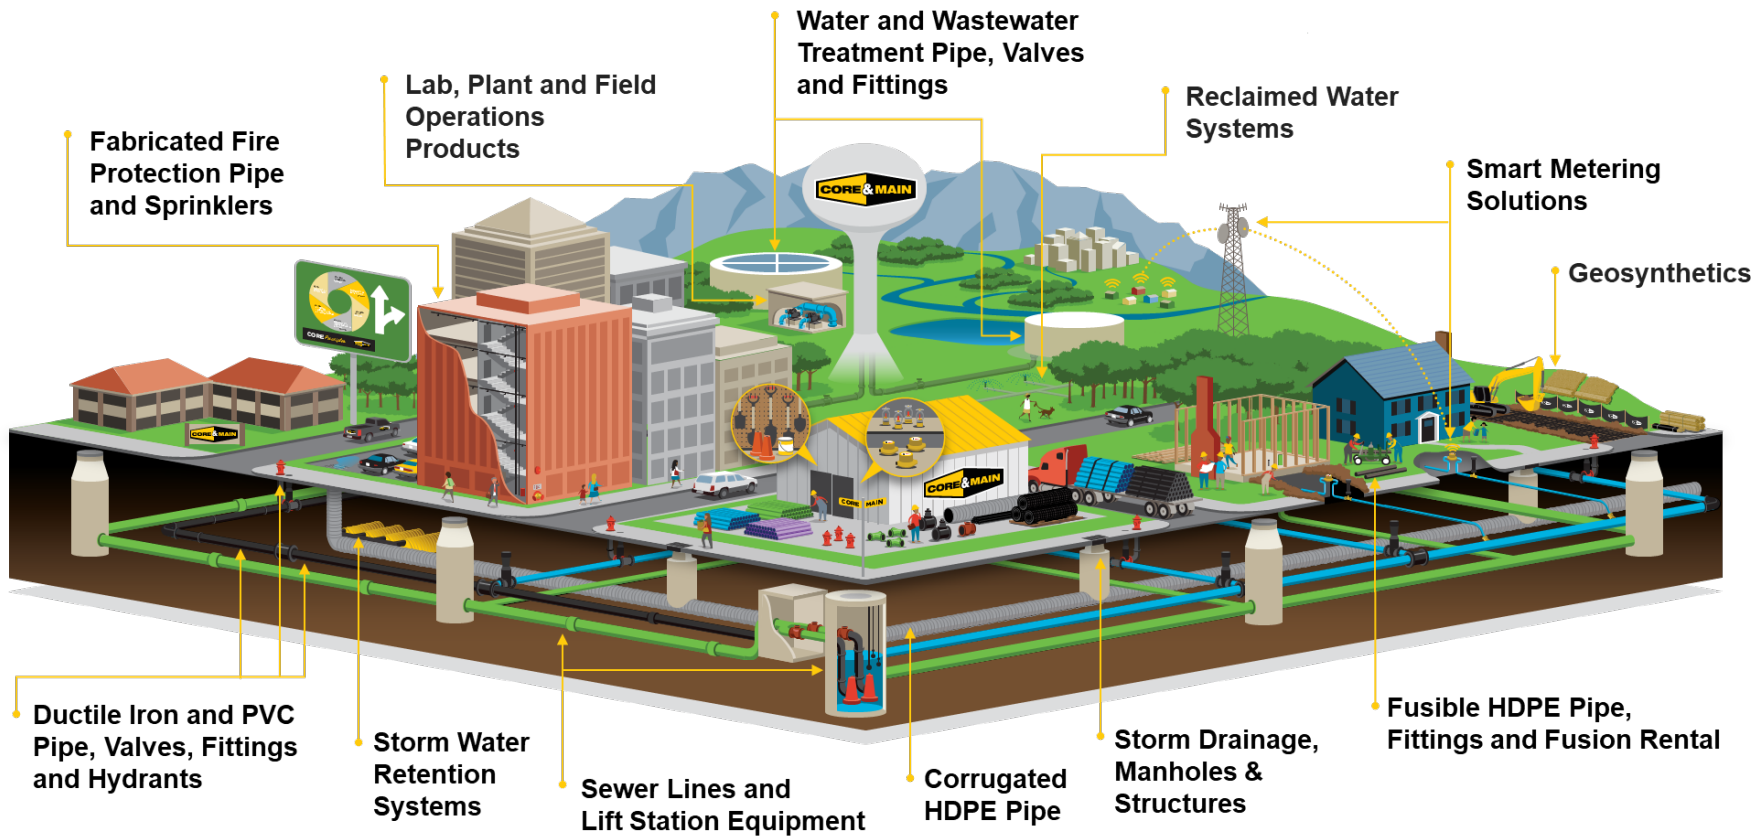 Water and Wastewater
Treatment Pipe, Valves
and Fittings
Lab, Plant and Field
Operations
Products
Reclaimed Water
Systems
Fabricated Fire
Protection Pipe
and Sprinklers
Smart Metering
Solutions
CORE&MAIN
Geosynthetics
CORE
CORE&MAIN
CORE&MAIN
CORE MAIN
Ductile Iron and PVC
Pipe, Valves, Fittings
and Hydrants
Storm Water
Retention
Systems
Sewer Lines and
Lift Station Equipment
Corrugated
HDPE Pipe
Storm Drainage,
Manholes &
Structures
Fusible HDPE Pipe,
Fittings and Fusion Rental